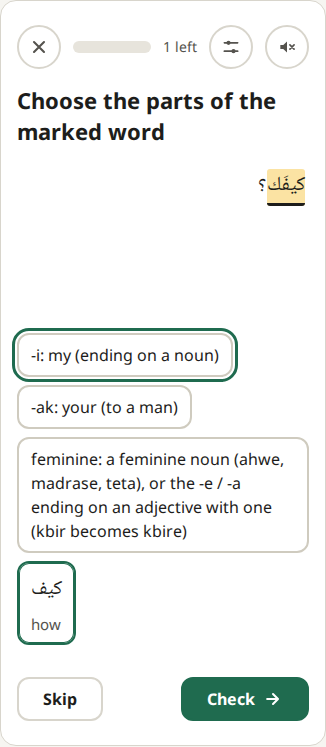 1 left
Choose the parts of the
marked word
كيفَك؟
-i: my (ending on a noun)
-ak: your (to a man)
feminine: a feminine noun (ahwe,
madrase, teta), or the -e / -a
ending on an adjective with one
(kbir becomes kbire)
كيف
how
Skip
Check